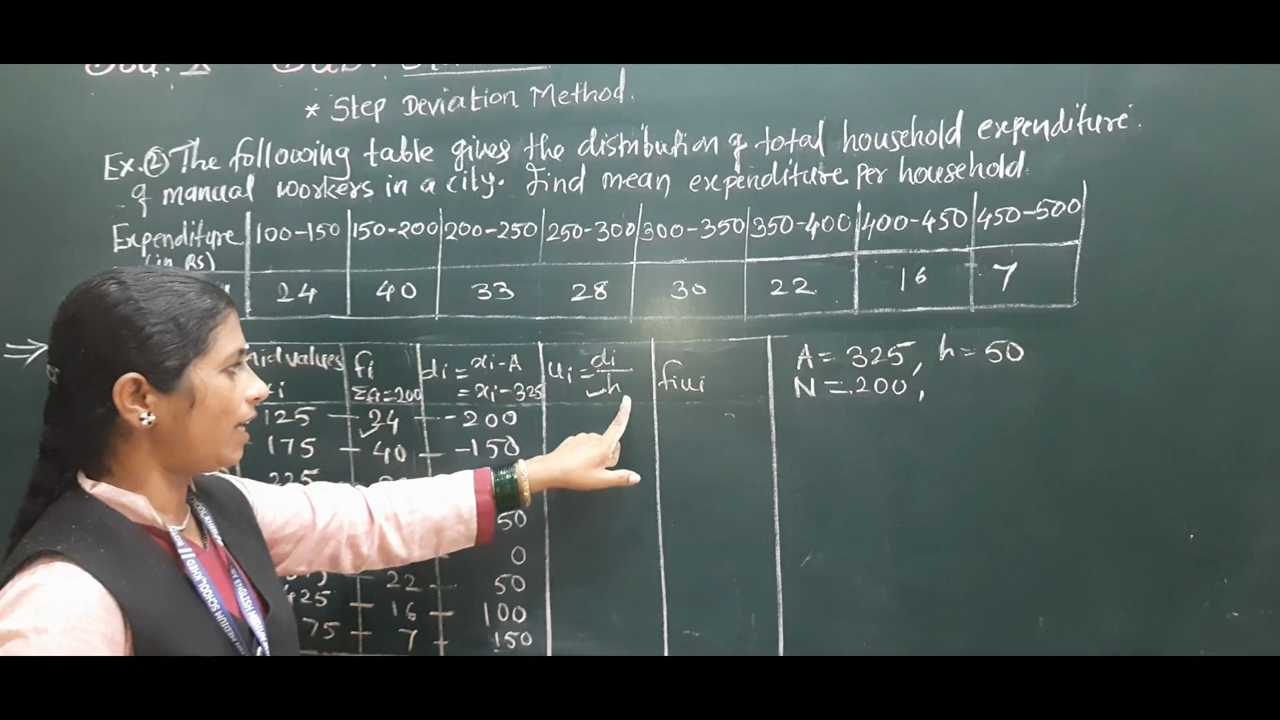 * Step Deviation Method.
Ex.② The following table gives the distribution of total household expenditure.
of manual workers in a city. Find mean expenditure per household.
Expenditure (in Rs) 100-150 150-200 200-250 250-300 300-350 350-400 400-450 450-500
24 40 33 28 30 22 16 7
values xi fi Σfi=200 di = xi-A = xi-325 ui = di/h fiui
125 - 24 - -200
175 - 40 - -150
225
50
0
22 - 50
16 - 100
7 - 150
A = 325, h = 50
N = 200,